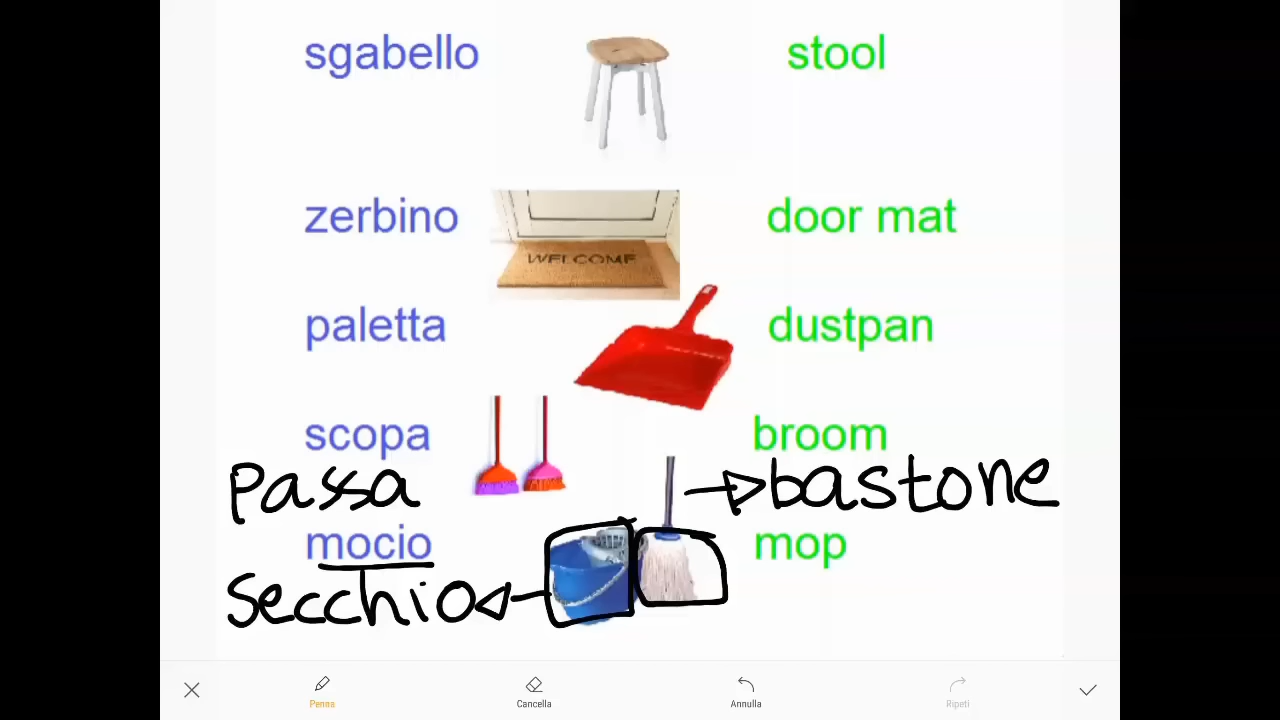 sgabello stool
zerbino door mat
WELCOME
paletta dustpan
scopa broom
Passa bastone
mocio mop
secchio
Penna Cancella Annulla Ripeti